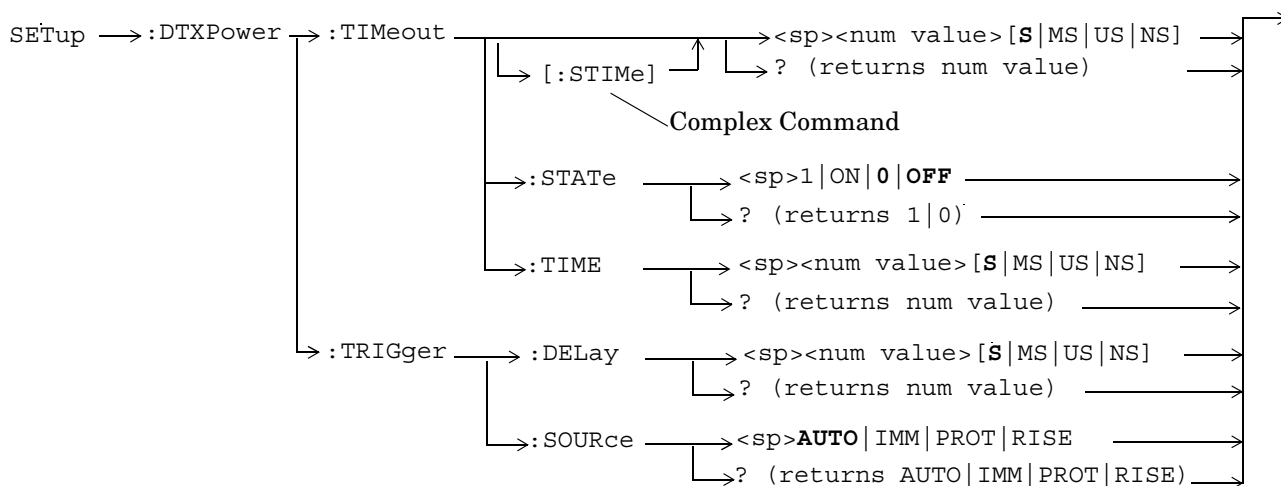 SETup :DTXPower :TIMeout <sp><num value>[S|MS|US|NS]
[:STIMe] ? (returns num value)
Complex Command
:STATe <sp>1|ON|0|OFF
? (returns 1|0)
:TIME <sp><num value>[S|MS|US|NS]
? (returns num value)
:TRIGger :DELay <sp><num value>[S|MS|US|NS]
? (returns num value)
:SOURce <sp>AUTO|IMM|PROT|RISE
? (returns AUTO|IMM|PROT|RISE)